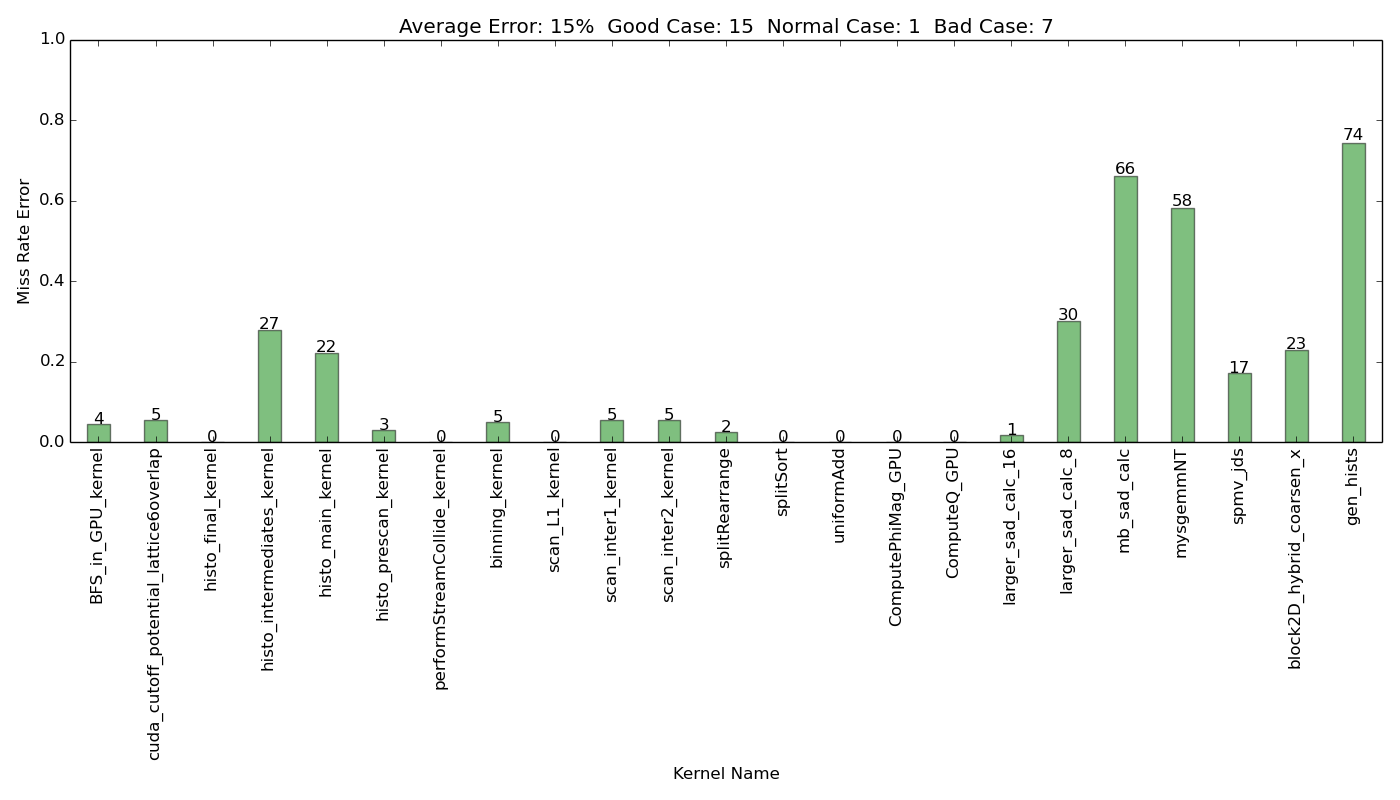 Average Error: 15%  Good Case: 15  Normal Case: 1  Bad Case: 7
1.0
0.8
0.6
0.4
0.2
0.0
Miss Rate Error
4
5
0
27
22
3
0
5
0
5
5
2
0
0
0
0
1
30
66
58
17
23
74
BFS_in_GPU_kernel
cuda_cutoff_potential_lattice6overlap
histo_final_kernel
histo_intermediates_kernel
histo_main_kernel
histo_prescan_kernel
performStreamCollide_kernel
binning_kernel
scan_L1_kernel
scan_inter1_kernel
scan_inter2_kernel
splitRearrange
splitSort
uniformAdd
ComputePhiMag_GPU
ComputeQ_GPU
larger_sad_calc_16
larger_sad_calc_8
mb_sad_calc
mysgemmNT
spmv_jds
block2D_hybrid_coarsen_x
gen_hists
Kernel Name